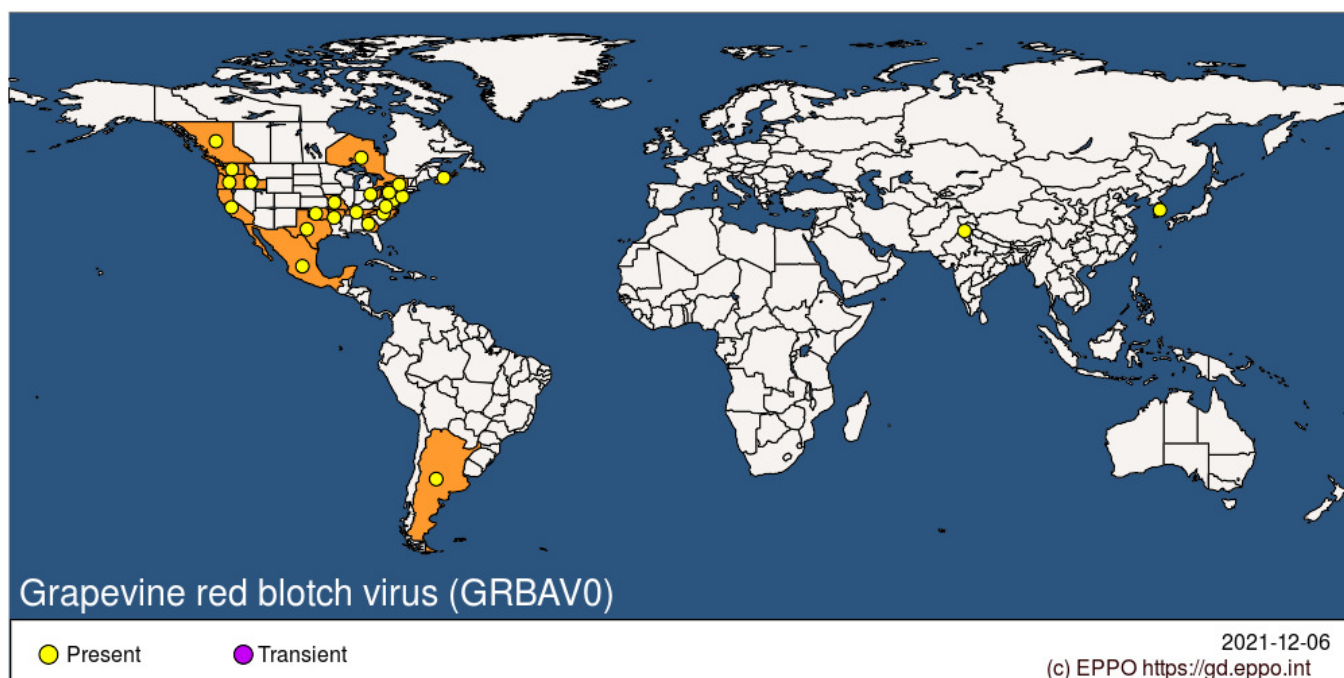 Grapevine red blotch virus (GRBAV0)
Present
Transient
2021-12-06
(c) EPPO https://gd.eppo.int